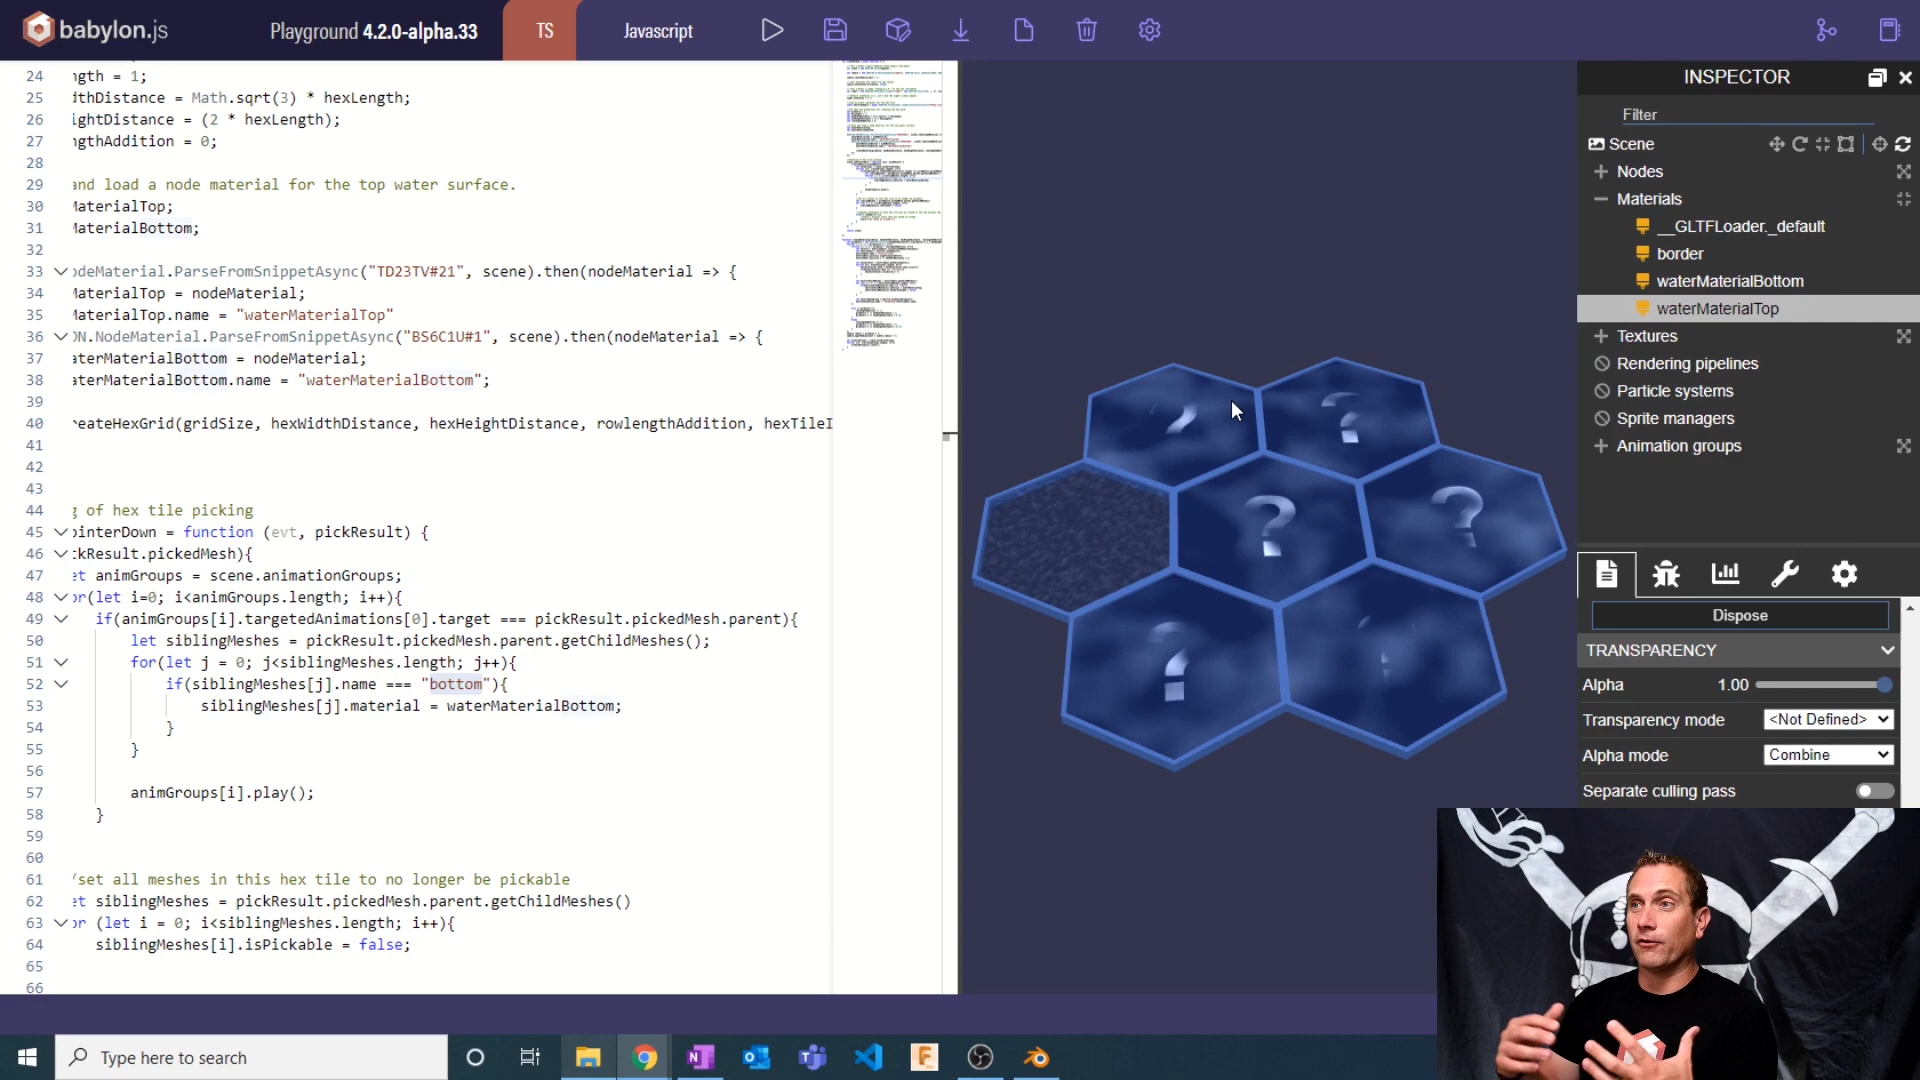 babylon.js
Playground 4.2.0-alpha.33
TS
Javascript
24 ıgth = 1;
25 lthDistance = Math.sqrt(3) * hexLength;
26 ightDistance = (2 * hexLength);
27 ngthAddition = 0;
28
29 and load a node material for the top water surface.
30 MaterialTop;
31 MaterialBottom;
32
33 odeMaterial.ParseFromSnippetAsync("TD23TV#21", scene).then(nodeMaterial => {
34 MaterialTop = nodeMaterial;
35 MaterialTop.name = "waterMaterialTop"
36 ON.NodeMaterial.ParseFromSnippetAsync("BS6C1U#1", scene).then(nodeMaterial => {
37 aterMaterialBottom = nodeMaterial;
38 aterMaterialBottom.name = "waterMaterialBottom";
39
40 reateHexGrid(gridSize, hexWidthDistance, hexHeightDistance, rowlengthAddition, hexTileI
41
42
43
44 g of hex tile picking
45 ointerDown = function (evt, pickResult) {
46 ckResult.pickedMesh){
47 et animGroups = scene.animationGroups;
48 or(let i=0; i<animGroups.length; i++){
49 if(animGroups[i].targetedAnimations[0].target === pickResult.pickedMesh.parent){
50 let siblingMeshes = pickResult.pickedMesh.parent.getChildMeshes();
51 for(let j = 0; j<siblingMeshes.length; j++){
52 if(siblingMeshes[j].name === "bottom"){
53 siblingMeshes[j].material = waterMaterialBottom;
54 }
55 }
56
57 animGroups[i].play();
58 }
59
60
61 /set all meshes in this hex tile to no longer be pickable
62 et siblingMeshes = pickResult.pickedMesh.parent.getChildMeshes()
63 or (let i = 0; i<siblingMeshes.length; i++){
64 siblingMeshes[i].isPickable = false;
65
66
?
?
?
?
?
INSPECTOR
Filter
Scene
Nodes
Materials
__GLTFLoader._default
border
waterMaterialBottom
waterMaterialTop
Textures
Rendering pipelines
Particle systems
Sprite managers
Animation groups
Dispose
TRANSPARENCY
Alpha 1.00
Transparency mode <Not Defined>
Alpha mode Combine
Separate culling pass
Type here to search